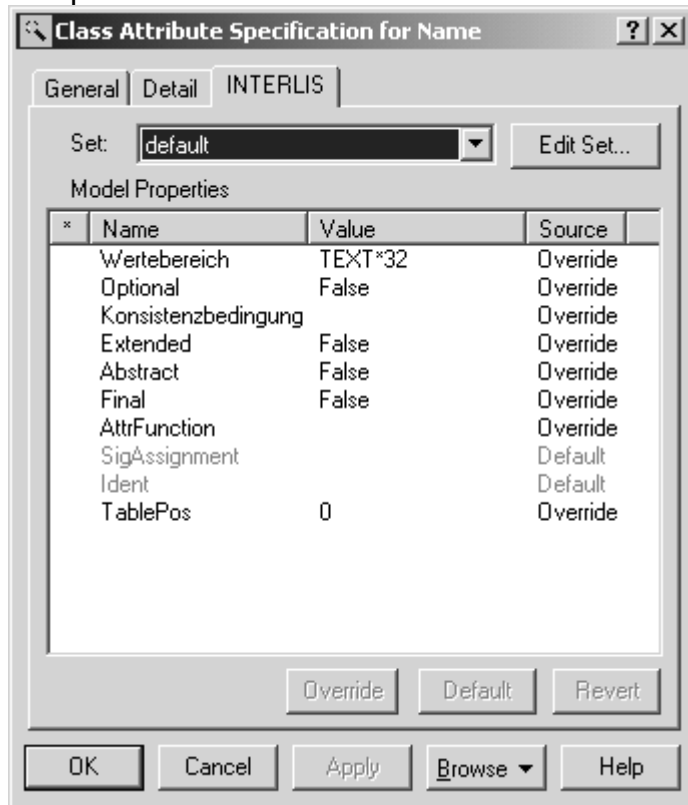 Class Attribute Specification for Name ? ×
General Detail INTERLIS
Set: default Edit Set...
Model Properties
* Name Value Source
Wertebereich TEXT*32 Override
Optional False Override
Konsistenzbedingung Override
Extended False Override
Abstract False Override
Final False Override
AttrFunction Override
SigAssignment Default
Ident Default
TablePos 0 Override
Override Default Revert
OK Cancel Apply Browse Help